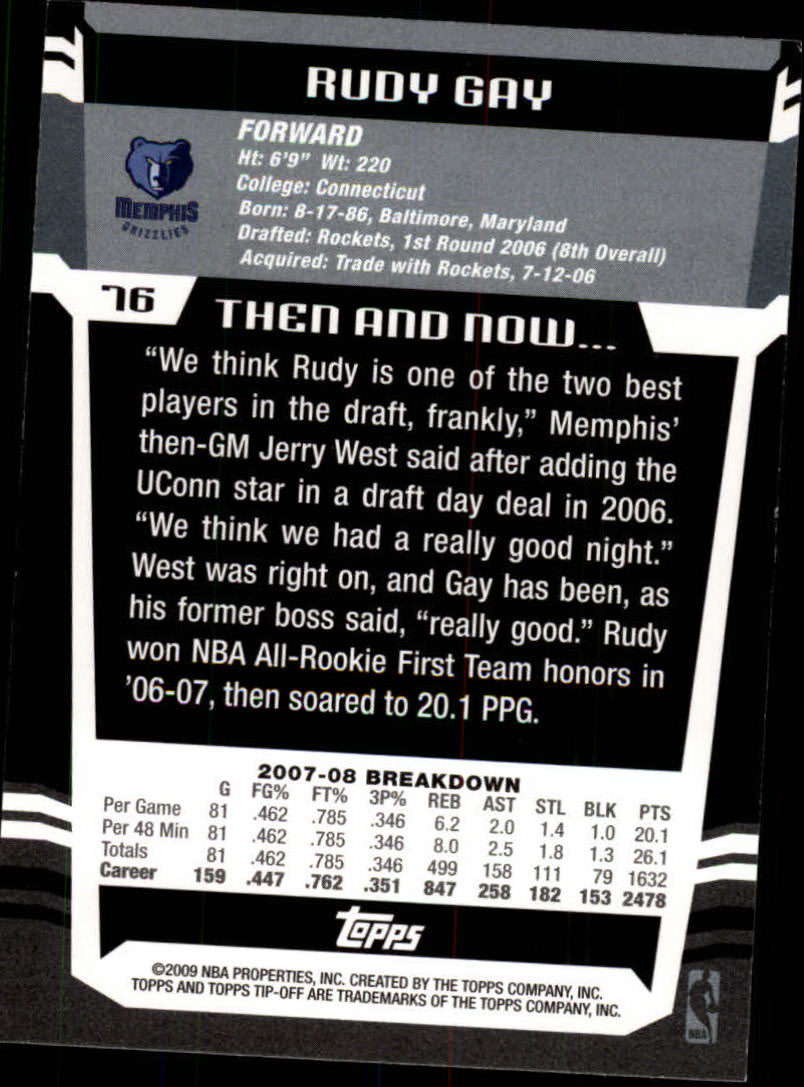 RUDY GAY
FORWARD
Ht: 6'9" Wt: 220
College: Connecticut
Born: 8-17-86, Baltimore, Maryland
Drafted: Rockets, 1st Round 2006 (8th Overall)
Acquired: Trade with Rockets, 7-12-06
MEMPHIS
GRIZZLIES
76
THEN AND NOW...
“We think Rudy is one of the two best
players in the draft, frankly,” Memphis’
then-GM Jerry West said after adding the
UConn star in a draft day deal in 2006.
“We think we had a really good night.”
West was right on, and Gay has been, as
his former boss said, “really good.” Rudy
won NBA All-Rookie First Team honors in
’06-07, then soared to 20.1 PPG.
2007-08 BREAKDOWN
G FG% FT% 3P% REB AST STL BLK PTS
Per Game 81 .462 .785 .346 6.2 2.0 1.4 1.0 20.1
Per 48 Min 81 .462 .785 .346 8.0 2.5 1.8 1.3 26.1
Totals 81 .462 .785 .346 499 158 111 79 1632
Career 159 .447 .762 .351 847 258 182 153 2478
topps
©2009 NBA PROPERTIES, INC. CREATED BY THE TOPPS COMPANY, INC.
TOPPS AND TOPPS TIP-OFF ARE TRADEMARKS OF THE TOPPS COMPANY, INC.
NBA